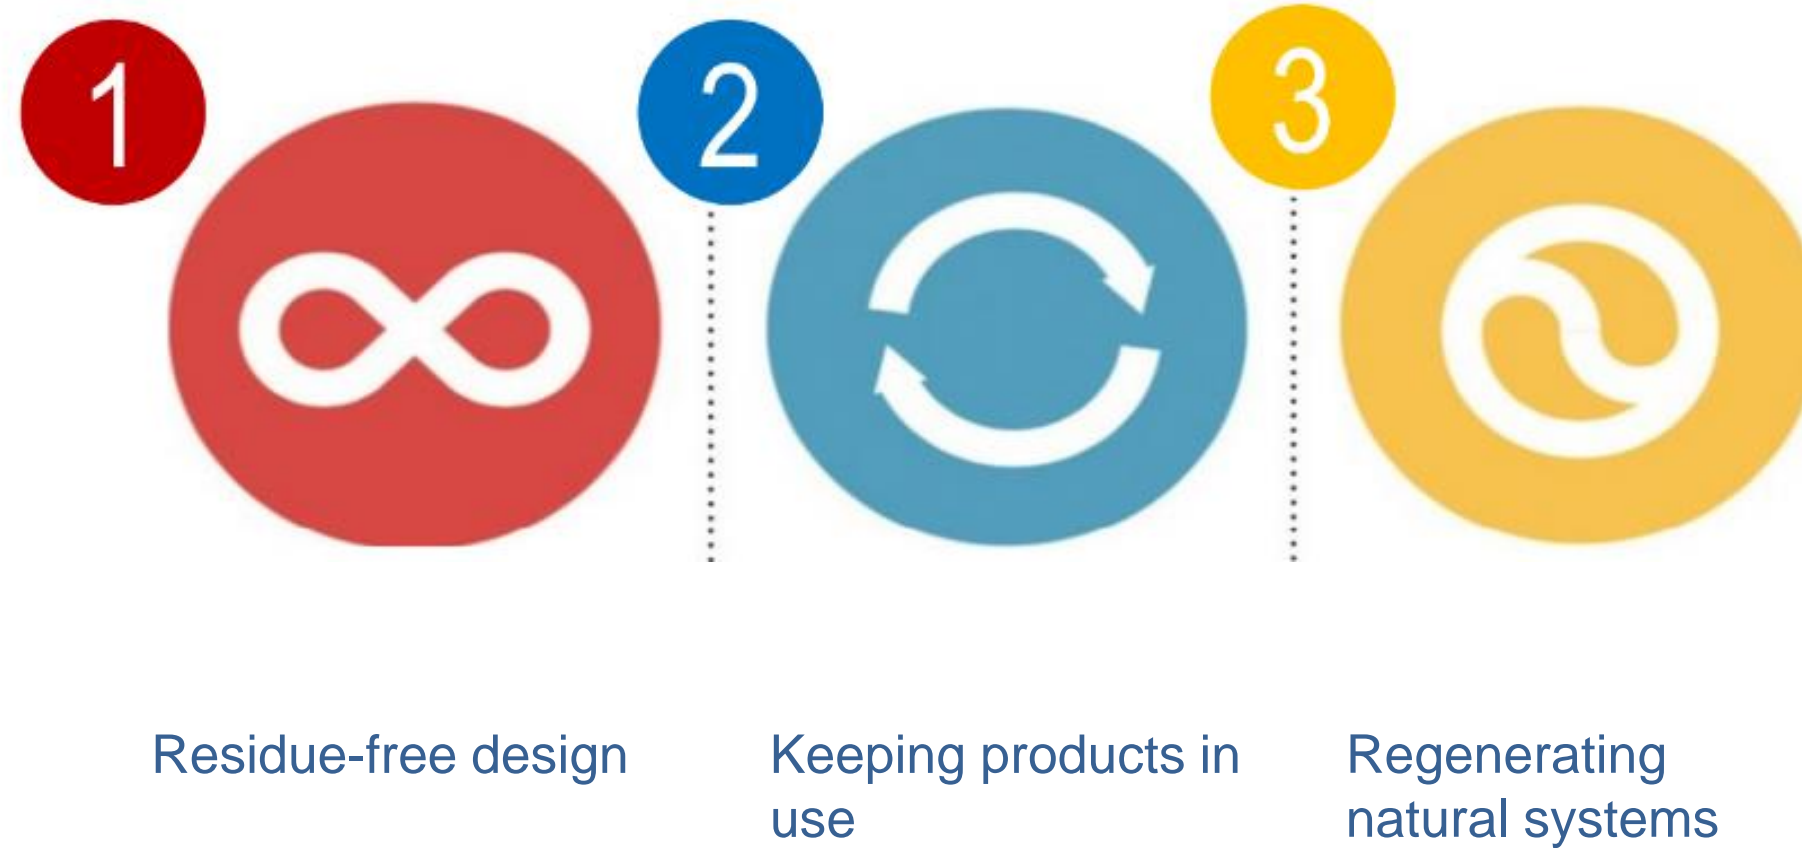 1
2
3
Residue-free design
Keeping products in
use
Regenerating
natural systems